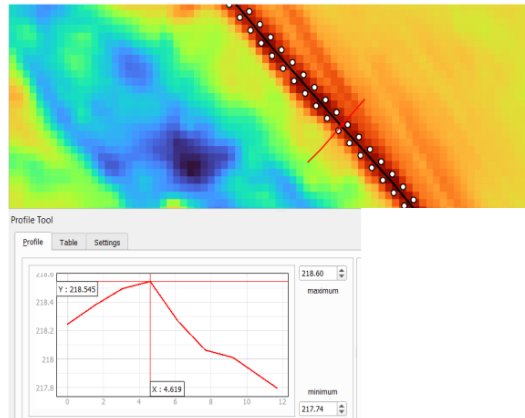 Profile Tool
Profile Table Settings
218.6
Y : 218.545
218.4
218.2
218
217.8
X : 4.619
0 2 4 6 8 10 12
218.60
maximum
minimum
217.74